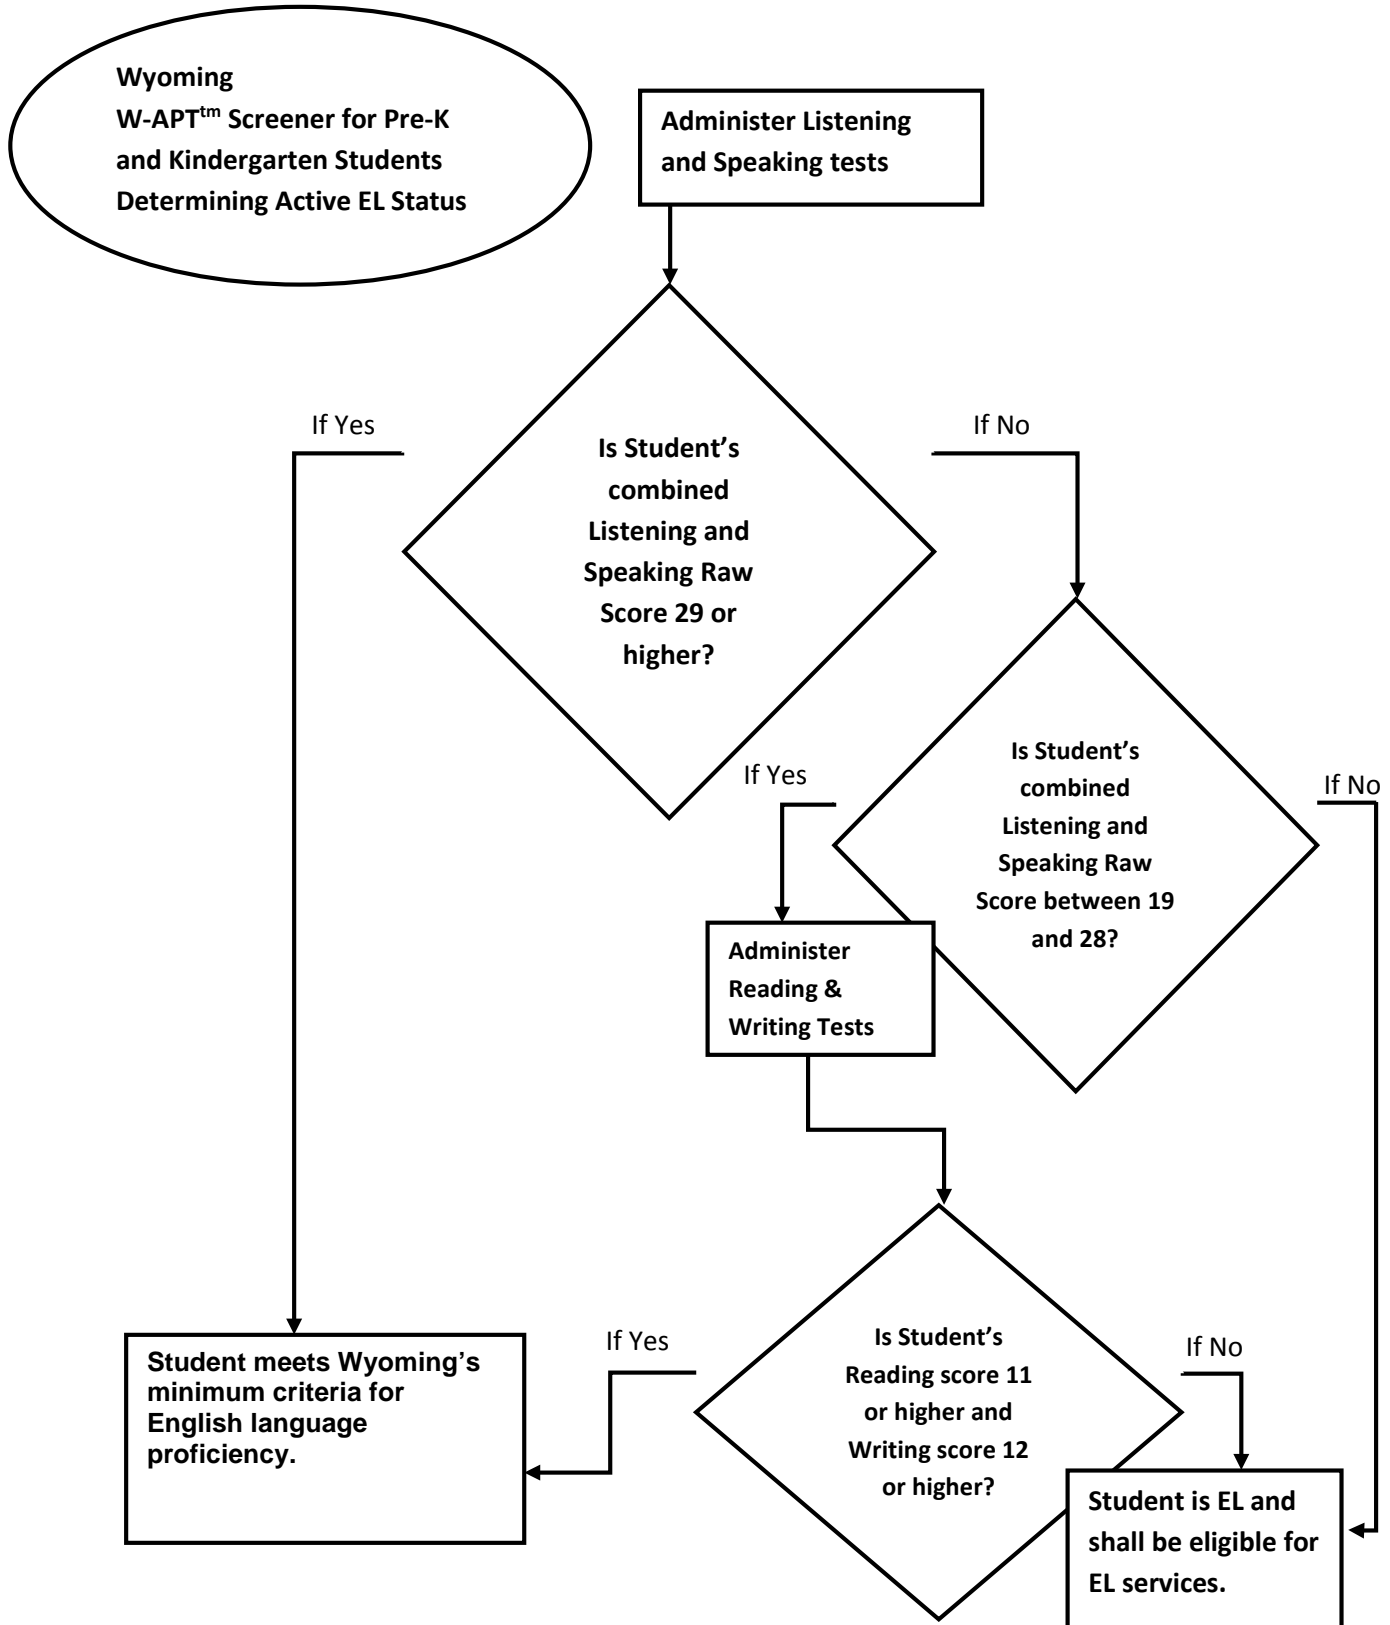 Wyoming
W-APTtm Screener for Pre-K
and Kindergarten Students
Determining Active EL Status
Administer Listening
and Speaking tests
If Yes
If No
Is Student’s
combined
Listening and
Speaking Raw
Score 29 or
higher?
If Yes
If No
Is Student’s
combined
Listening and
Speaking Raw
Score between 19
and 28?
Administer
Reading &
Writing Tests
If Yes
If No
Is Student’s
Reading score 11
or higher and
Writing score 12
or higher?
Student meets Wyoming’s
minimum criteria for
English language
proficiency.
Student is EL and
shall be eligible for
EL services.